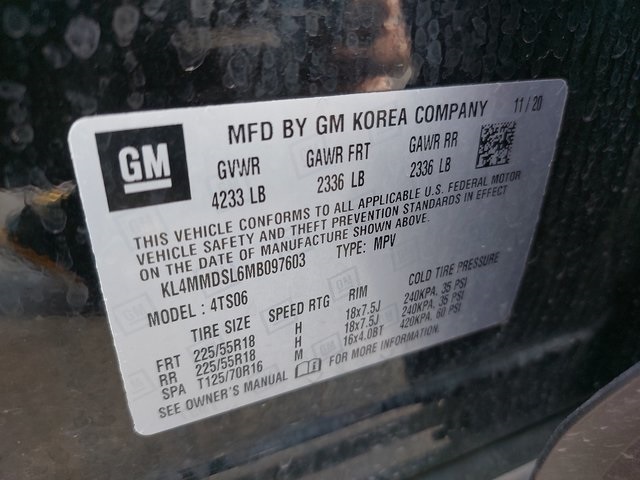 GM
MFD BY GM KOREA COMPANY 11/20
GVWR GAWR FRT GAWR RR
4233 LB 2336 LB 2336 LB
THIS VEHICLE CONFORMS TO ALL APPLICABLE U.S. FEDERAL MOTOR
VEHICLE SAFETY AND THEFT PREVENTION STANDARDS IN EFFECT
ON THE DATE OF MANUFACTURE SHOWN ABOVE.
KL4MMDSL6MB097603 TYPE: MPV
MODEL: 4TS06
TIRE SIZE SPEED RTG RIM COLD TIRE PRESSURE
FRT 225/55R18 H 18x7.5J 240KPA, 35 PSI
RR 225/55R18 H 18x7.5J 240KPA, 35 PSI
SPA T125/70R16 M 16x4.0BT 420KPA, 60 PSI
SEE OWNER'S MANUAL FOR MORE INFORMATION.